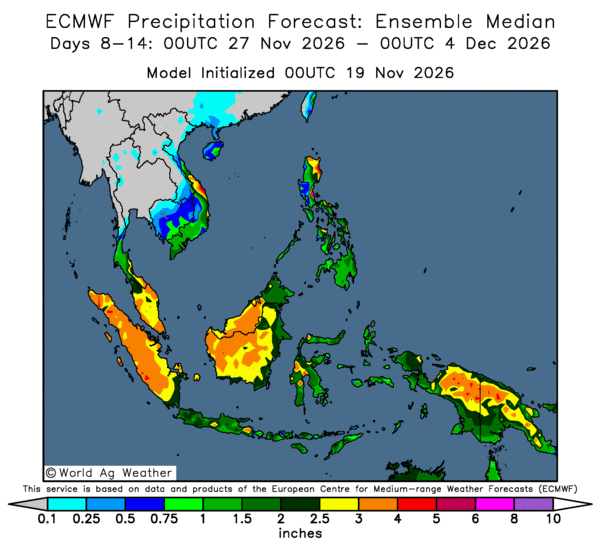 ECMWF Precipitation Forecast: Ensemble Median
Days 8-14: 00UTC 27 Nov 2026 - 00UTC 4 Dec 2026
Model Initialized 00UTC 19 Nov 2026
© World Ag Weather
This service is based on data and products of the European Centre for Medium-range Weather Forecasts (ECMWF)
0.1 0.25 0.5 0.75 1 1.5 2 2.5 3 4 5 6 8 10
inches